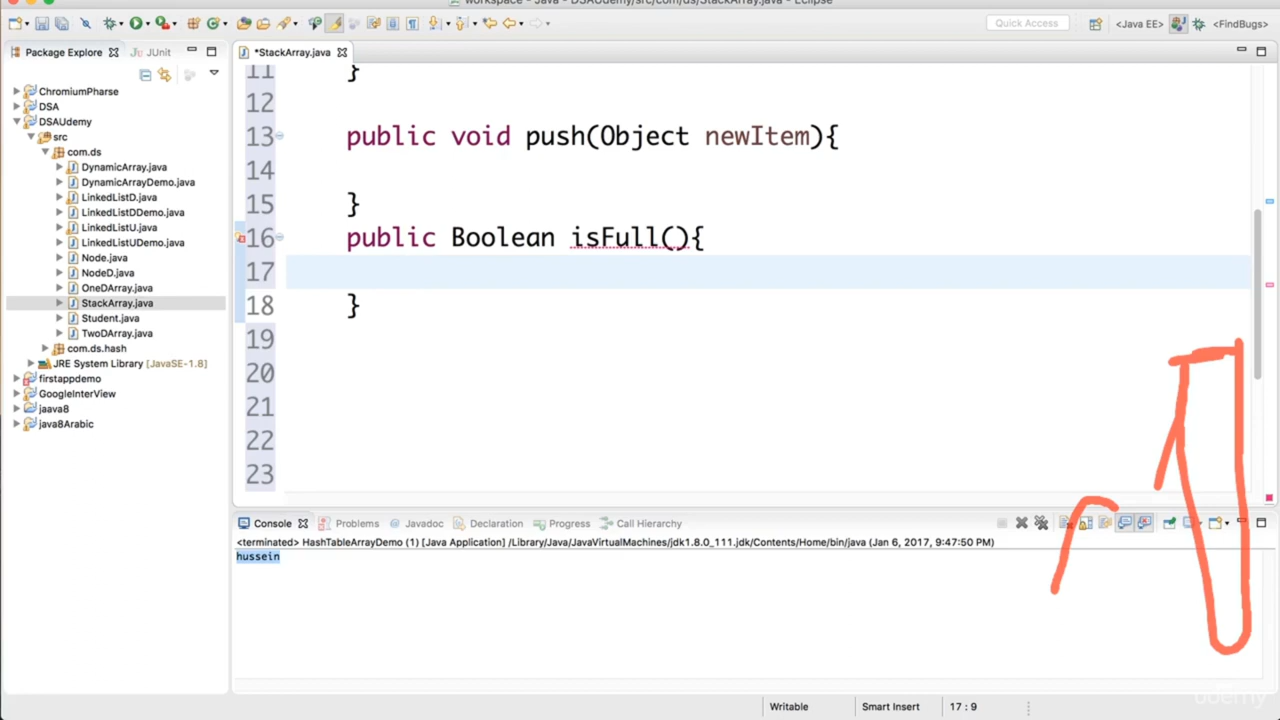 workspace - Java - DSAUdemy/src/com/ds/StackArray.java - Eclipse
Quick Access
<Java EE>
<FindBugs>
Package Explorer
JUnit
*StackArray.java
ChromiumPharse
DSA
DSAUdemy
src
com.ds
DynamicArray.java
DynamicArrayDemo.java
LinkedListD.java
LinkedListDDemo.java
LinkedListU.java
LinkedListUDemo.java
Node.java
NodeD.java
OneDArray.java
StackArray.java
Student.java
TwoDArray.java
com.ds.hash
JRE System Library [JavaSE-1.8]
firstappdemo
GoogleInterView
jaava8
java8Arabic
11 }
12
13 public void push(Object newItem){
14
15 }
16 public Boolean isFull(){
17
18 }
19
20
21
22
23
Console
Problems
@ Javadoc
Declaration
Progress
Call Hierarchy
<terminated> HashTableArrayDemo (1) [Java Application] /Library/Java/JavaVirtualMachines/jdk1.8.0_111.jdk/Contents/Home/bin/java (Jan 6, 2017, 9:47:50 PM)
hussein
Writable
Smart Insert
17 : 9
udemy